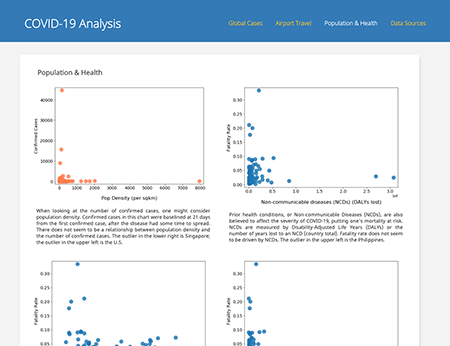 COVID-19 Analysis
Global Cases Airport Travel Population & Health Data Sources
Population & Health
Confirmed Cases
40000
30000
20000
10000
0
0 1000 2000 3000 4000 5000 6000 7000 8000
Pop Density (per sqkm)
When looking at the number of confirmed cases, one might consider
population density. Confirmed cases in this chart were baselined at 21-days
from the first confirmed case, after the disease had some time to spread.
There does not seem to be a relationship between population density and
the number of confirmed cases. The outlier in the lower right is Singapore;
the outlier in the upper left is the U.S.
Fatality Rate
0.30
0.25
0.20
0.15
0.10
0.05
0.00
0.0 0.5 1.0 1.5 2.0 2.5 3.0
Non-communicable diseases (NCDs) (DALYs lost)
Prior health conditions, or Non-communicable Diseases (NCDs), are also
believed to affect the severity of COVID-19, putting one's mortality at risk.
NCDs are measured by Disability-Adjusted Life Years (DALYs) or the
number of years lost to an NCD (country total). Fatality rate does not seem
to be driven by NCDs. The outlier in the upper left is the Philippines.
Fatality Rate
0.30
0.25
0.20
0.15
0.10
0.05
Fatality Rate
0.30
0.25
0.20
0.15
0.10
0.05